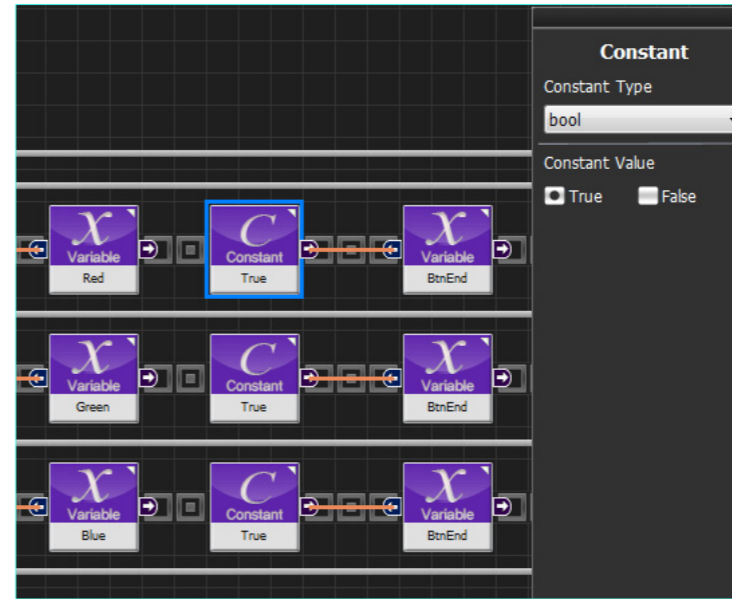 Constant
Constant Type
bool
Constant Value
True False
X Variable Red
C Constant True
X Variable BtnEnd
X Variable Green
C Constant True
X Variable BtnEnd
X Variable Blue
C Constant True
X Variable BtnEnd